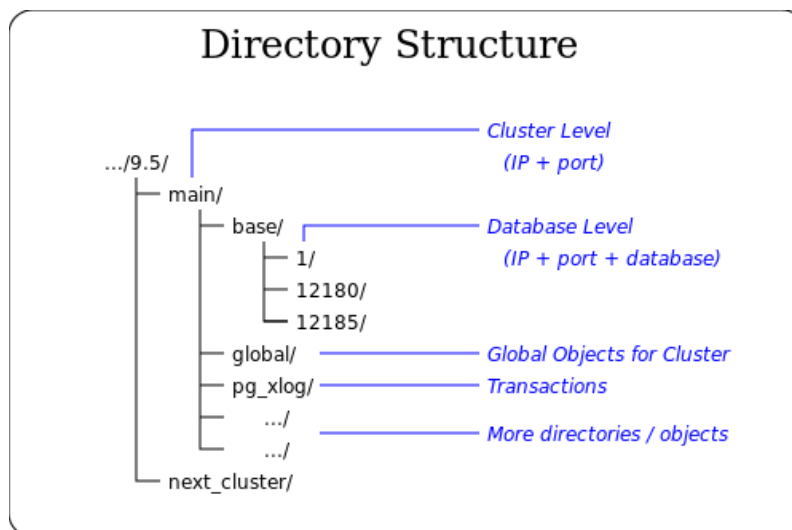 Directory Structure
Cluster Level
.../9.5/
(IP + port)
main/
base/
Database Level
1/
(IP + port + database)
12180/
12185/
global/
Global Objects for Cluster
pg_xlog/
Transactions
.../
More directories / objects
.../
next_cluster/